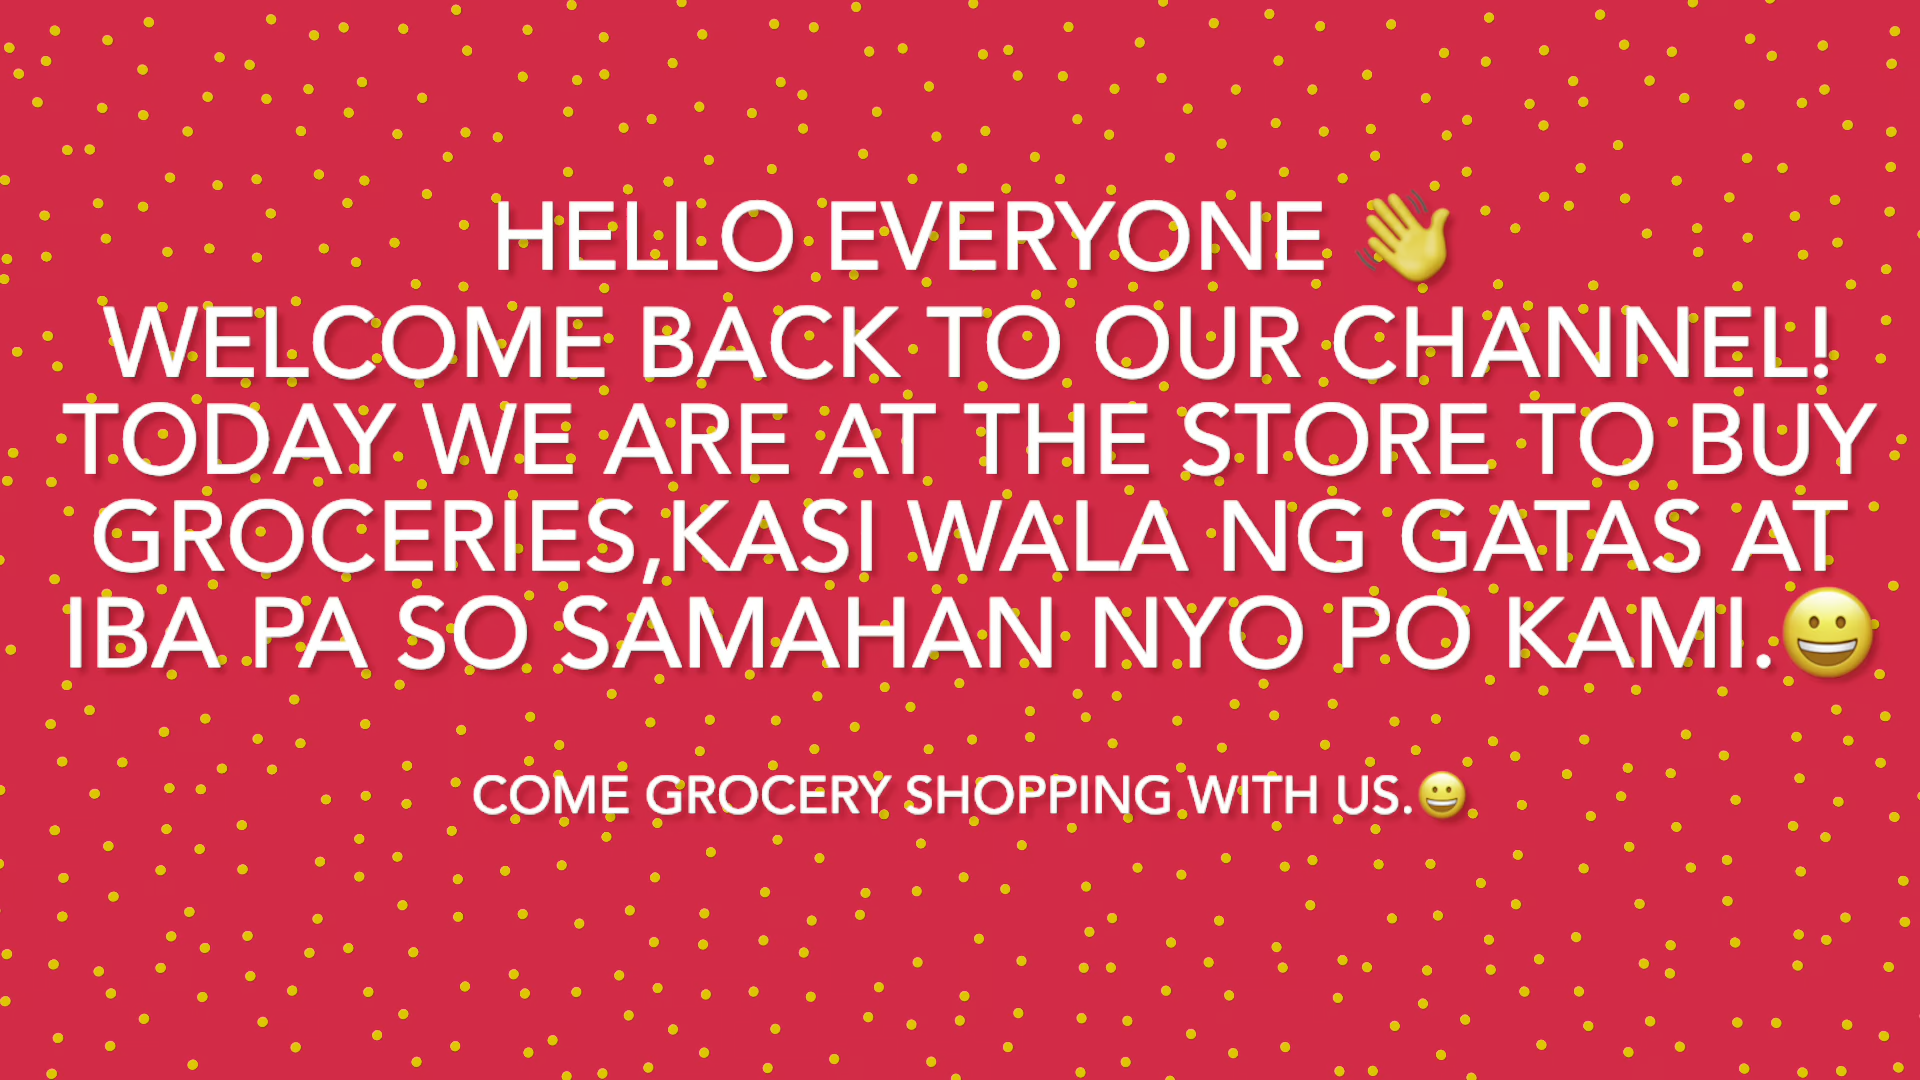 HELLO EVERYONE 👋
WELCOME BACK TO OUR CHANNEL!
TODAY WE ARE AT THE STORE TO BUY
GROCERIES,KASI WALA NG GATAS AT
IBA PA SO SAMAHAN NYO PO KAMI.😀
COME GROCERY SHOPPING WITH US.😀